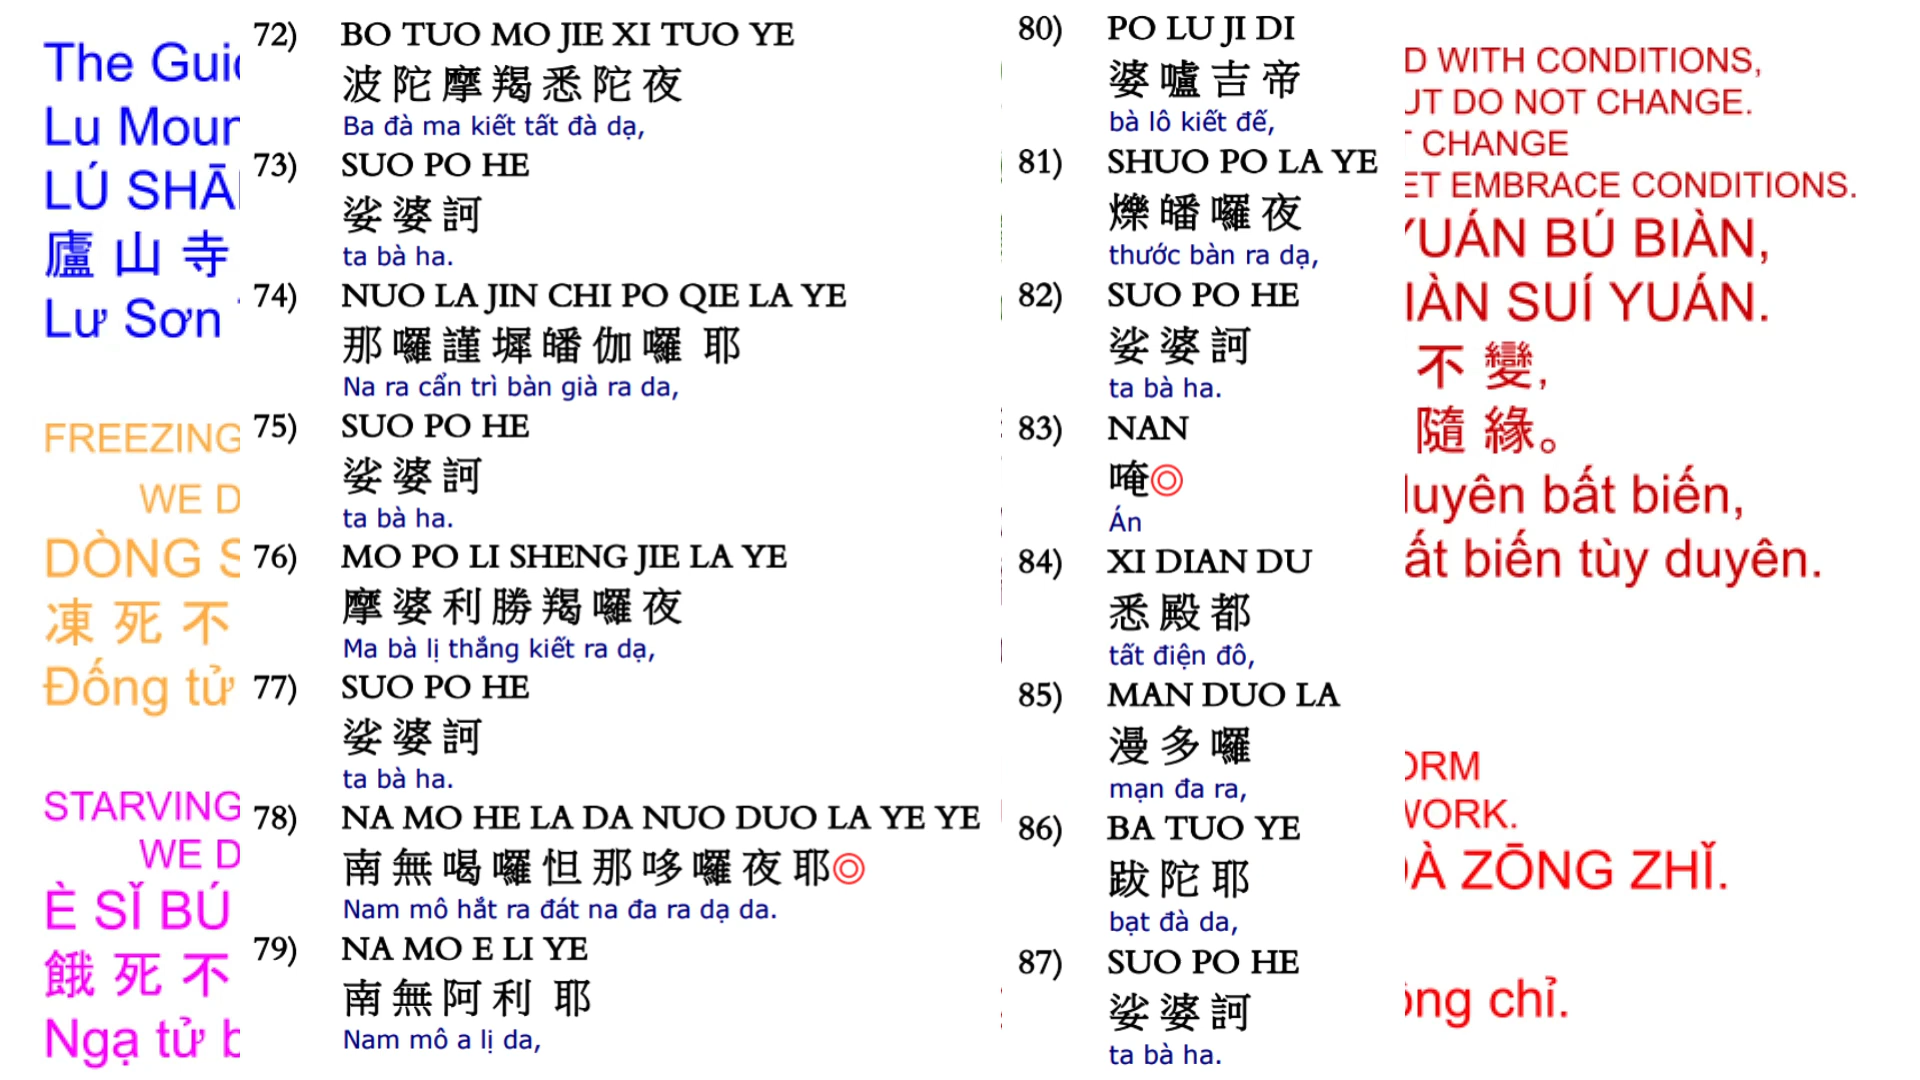 The Gui
Lu Mou
LÚ SHĀ
廬 山 寺
Lư Sơn
FREEZING
WE D
DÒNG S
凍 死 不
Đống tử
STARVING
WE D
È SǏ BÚ
餓 死 不
Ngạ tử b
72) BO TUO MO JIE XI TUO YE
波 陀 摩 羯 悉 陀 夜
Ba đà ma kiết tất đà dạ,
73) SUO PO HE
娑 婆 訶
ta bà ha.
74) NUO LA JIN CHI PO QIE LA YE
那 囉 謹 墀 皤 伽 囉 耶
Na ra cẩn trì bàn già ra da,
75) SUO PO HE
娑 婆 訶
ta bà ha.
76) MO PO LI SHENG JIE LA YE
摩 婆 利 勝 羯 囉 夜
Ma bà lị thắng kiết ra dạ,
77) SUO PO HE
娑 婆 訶
ta bà ha.
78) NA MO HE LA DA NUO DUO LA YE YE
南 無 喝 囉 怛 那 哆 囉 夜 耶◎
Nam mô hắt ra đát na đa ra dạ da.
79) NA MO E LI YE
南 無 阿 利 耶
Nam mô a lị da,
80) PO LU JI DI
婆 嚧 吉 帝
bà lô kiết đế,
81) SHUO PO LA YE
爍 皤 囉 夜
thước bàn ra dạ,
82) SUO PO HE
娑 婆 訶
ta bà ha.
83) NAN
唵◎
Án
84) XI DIAN DU
悉 殿 都
tất điện đô,
85) MAN DUO LA
漫 多 囉
mạn đa ra,
86) BA TUO YE
跋 陀 耶
bạt đà da,
87) SUO PO HE
娑 婆 訶
ta bà ha.
D WITH CONDITIONS,
UT DO NOT CHANGE.
CHANGE
ET EMBRACE CONDITIONS.
YUÁN BÚ BIÀN,
IÀN SUÍ YUÁN.
不 變,
隨 緣。
duyên bất biến,
ất biến tùy duyên.
ORM
WORK.
DÀ ZŌNG ZHǏ.
ông chỉ.